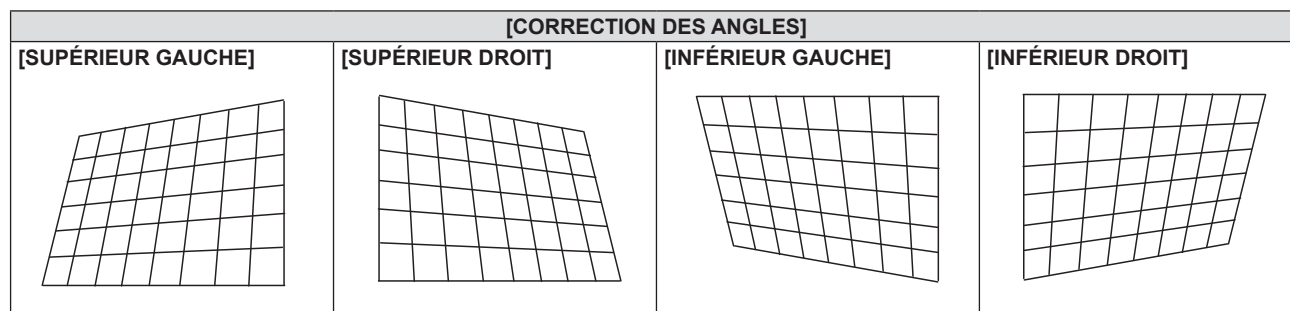 [CORRECTION DES ANGLES]
[SUPÉRIEUR GAUCHE]
[SUPÉRIEUR DROIT]
[INFÉRIEUR GAUCHE]
[INFÉRIEUR DROIT]